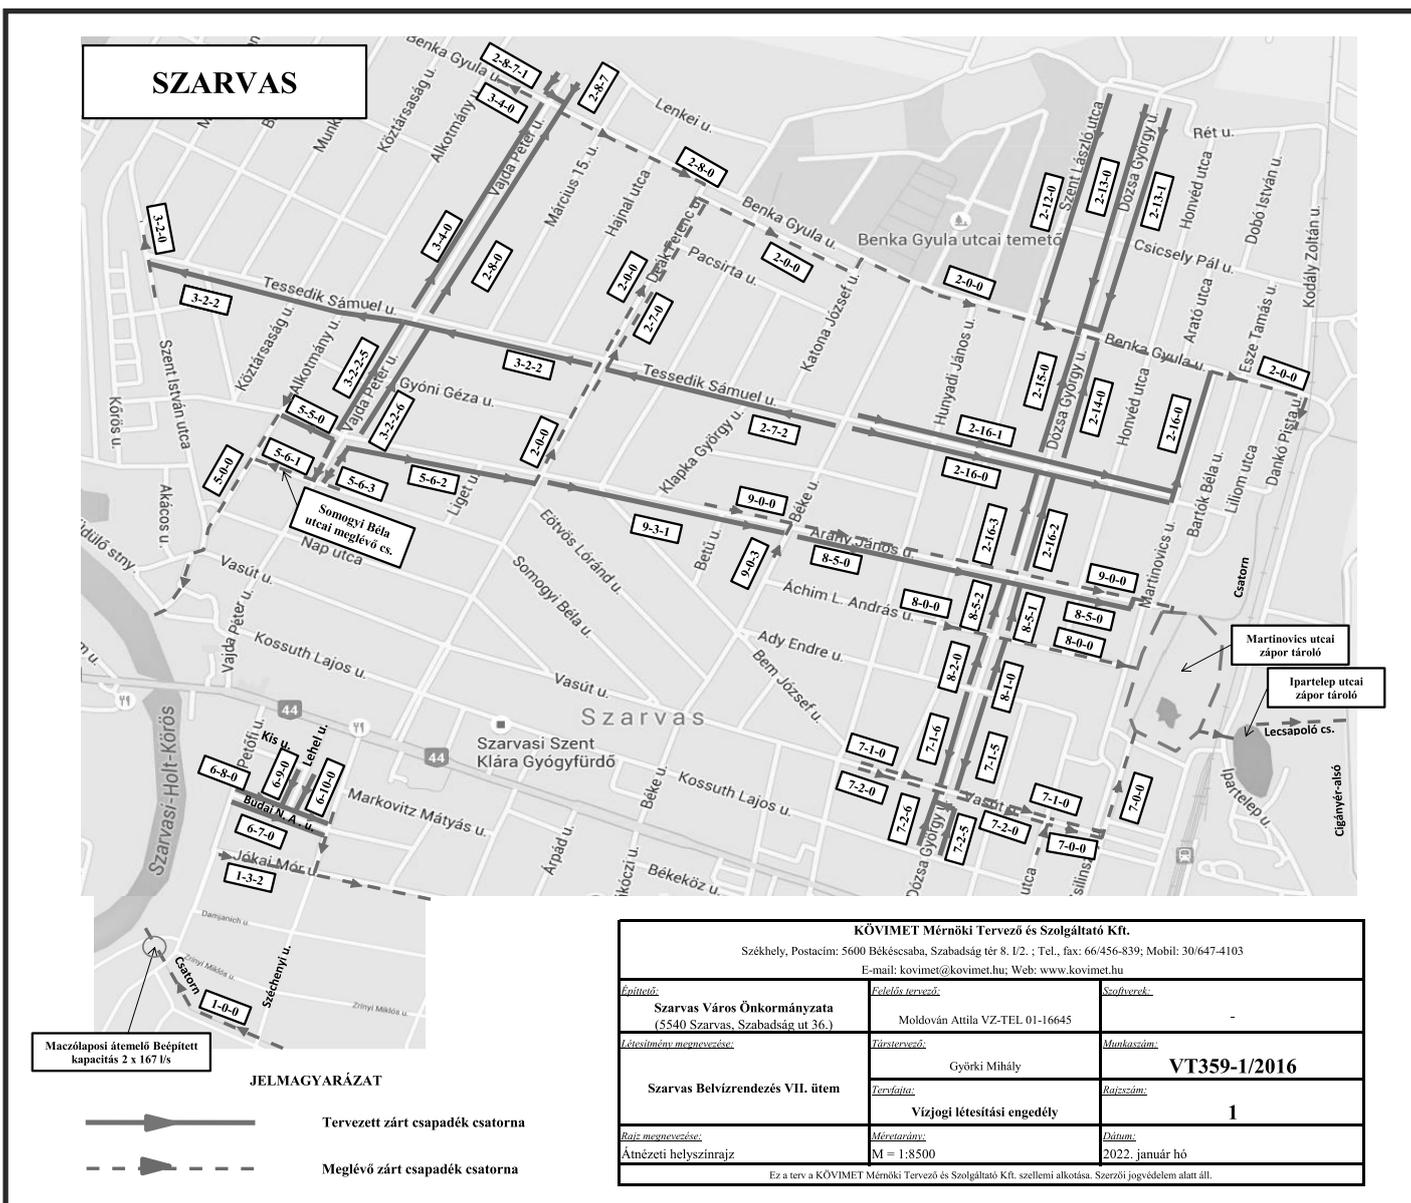 SZARVAS
Benka Gyula u.
2-8-7-1
2-8-7
3-4-0
Köztársaság u.
Alkotmány u.
Vajda Péter u.
Lenkei u.
Március 15. u.
Hajnal utca
2-8-0
Szent László utca
2-13-0
Dózsa György u.
2-13-1
Rét u.
Honvéd utca
Dobó István u.
Kodály Zoltán u.
2-12-0
3-2-0
3-4-0
2-8-0
Deák Ferenc u.
2-0-0
Benka Gyula u.
2-0-0
Benka Gyula utcai temető
Csicsely Pál u.
Pacsirta u.
2-7-0
Tessedik Sámuel u.
3-2-2
Katona József u.
2-0-0
Arató utca
Esze Tamás u.
Szent István utca
Köztársaság u.
Alkotmány u.
3-2-2-5
Vajda Péter u.
Gyóni Géza u.
3-2-2
Tessedik Sámuel u.
Hunyadi János u.
2-15-0
Dózsa György u.
2-14-0
Benka Gyula u.
Honvéd utca
2-16-0
2-0-0
Dankó Pista u.
Kőrös u.
5-5-0
3-2-2-6
2-7-2
2-16-1
2-16-0
Klapka György u.
2-0-0
5-0-0
5-6-1
5-6-3
5-6-2
Liget u.
Akácos u.
Somogyi Béla
utcai meglévő cs.
Nap utca
9-3-1
9-0-0
Béke u.
Arany János u.
2-16-3
2-16-2
Bartók Béla u.
Liliom utca
Martinovics u.
Eötvös Lóránd u.
Betű u.
9-0-3
8-5-0
9-0-0
Csatorn
Vasút u.
Somogyi Béla u.
Áchim L. András u.
8-0-0
8-5-2
8-5-1
8-5-0
8-0-0
Vajda Péter u.
Kossuth Lajos u.
Ady Endre u.
Bem József u.
8-2-0
8-1-0
Martinovics utcai
zápor tároló
Ipartelep utcai
zápor tároló
Vasút u.
Szarvas
Szarvasi-Holt-Körös
44
44
Szarvasi Szent
Klára Gyógyfürdő
7-1-0
7-1-6
7-1-5
Lecsapoló cs.
Petőfi u.
Kis u.
Lehel u.
6-8-0
6-9-0
6-10-0
Budai N. A. u.
6-7-0
Markovitz Mátyás u.
Béke u.
Kossuth Lajos u.
7-2-0
7-2-6
Vasút u.
7-2-5
7-2-0
7-1-0
7-0-0
7-0-0
Ipartelep u.
Cigányér-alsó
Jókai Mór u.
1-3-2
Árpád u.
Békeköz u.
Dózsa György u.
utca
Damjanich u.
Csatorn
Zrínyi Miklós u.
Széchenyi u.
Zrínyi Miklós u.
1-0-0
Maczólaposi átemelő Beépített
kapacitás 2 x 167 l/s
JELMAGYARÁZAT
Tervezett zárt csapadék csatorna
Meglévő zárt csapadék csatorna
KÖVIMET Mérnöki Tervező és Szolgáltató Kft.
Székhely, Postacím: 5600 Békéscsaba, Szabadság tér 8. I/2. ; Tel., fax: 66/456-839; Mobil: 30/647-4103
E-mail: kovimet@kovimet.hu; Web: www.kovimet.hu
Építtető:
Szarvas Város Önkormányzata
(5540 Szarvas, Szabadság ut 36.)
Felelős tervező:
Moldován Attila VZ-TEL 01-16645
Szoftverek:
-
Létesítmény megnevezése:
Szarvas Belvízrendezés VII. ütem
Társtervező:
Györki Mihály
Munkaszám:
VT359-1/2016
Tervfajta:
Vízjogi létesítési engedély
Rajzszám:
1
Rajz megnevezése:
Átnézeti helyszínrajz
Méretarány:
M = 1:8500
Dátum:
2022. január hó
Ez a terv a KÖVIMET Mérnöki Tervező és Szolgáltató Kft. szellemi alkotása. Szerzői jogvédelem alatt áll.